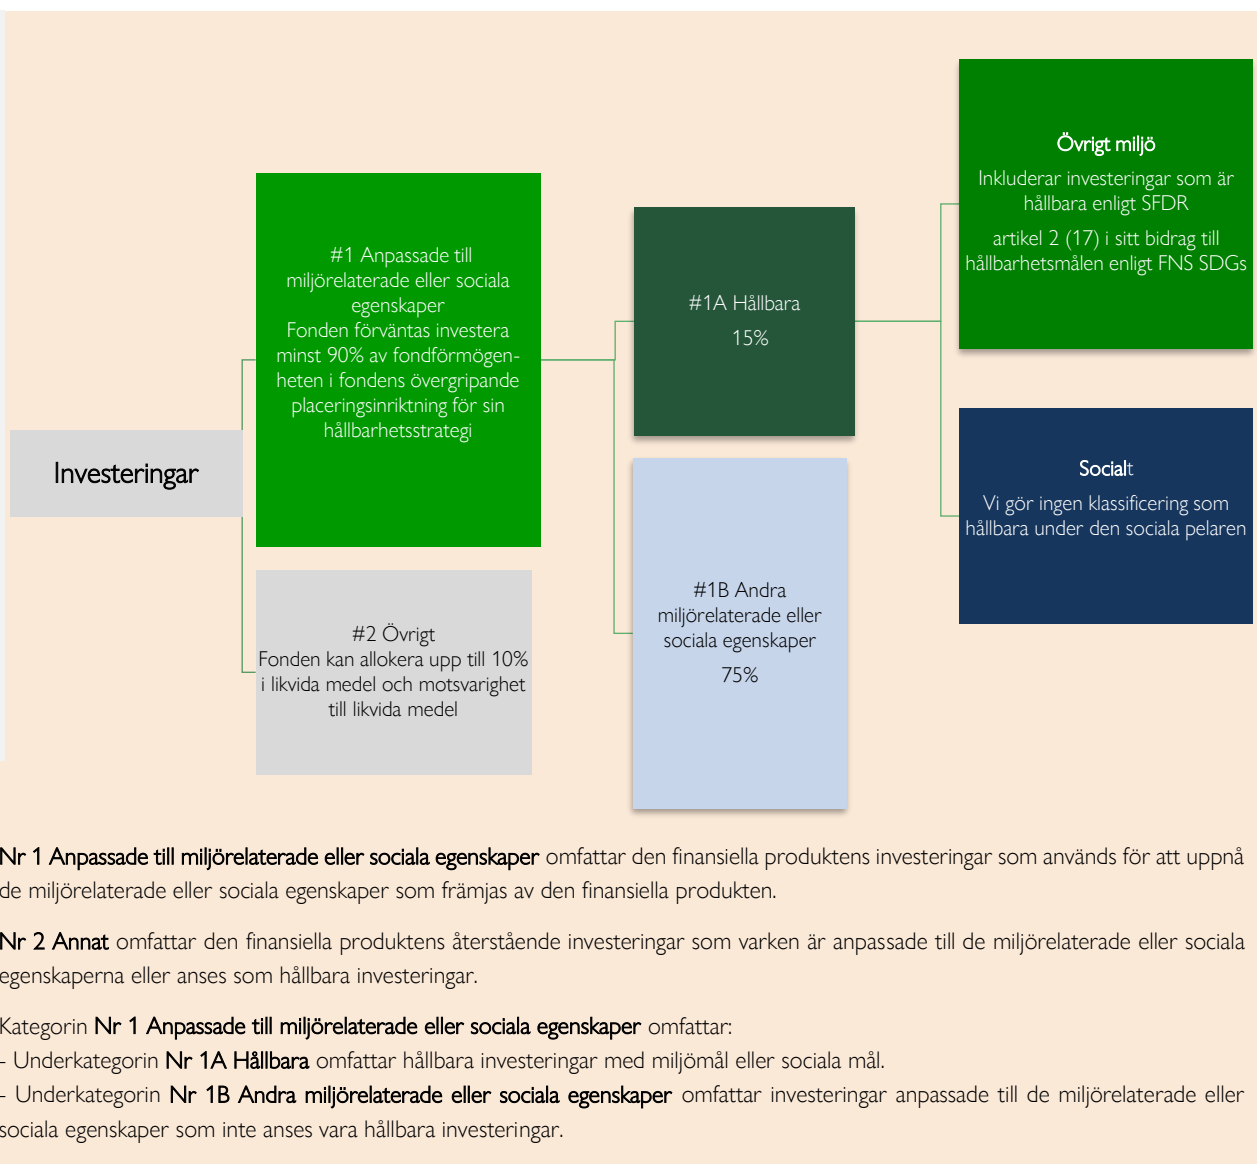 Investeringar
#1 Anpassade till
miljörelaterade eller sociala
egenskaper
Fonden förväntas investera
minst 90% av fondförmögen-
heten i fondens övergripande
placeringsinriktning för sin
hållbarhetsstrategi
#2 Övrigt
Fonden kan allokera upp till 10%
i likvida medel och motsvarighet
till likvida medel
#1A Hållbara
15%
#1B Andra
miljörelaterade eller
sociala egenskaper
75%
Övrigt miljö
Inkluderar investeringar som är
hållbara enligt SFDR
artikel 2 (17) i sitt bidrag till
hållbarhetsmålen enligt FNS SDGs
Socialt
Vi gör ingen klassificering som
hållbara under den sociala pelaren
Nr 1 Anpassade till miljörelaterade eller sociala egenskaper omfattar den finansiella produktens investeringar som används för att uppnå
de miljörelaterade eller sociala egenskaper som främjas av den finansiella produkten.
Nr 2 Annat omfattar den finansiella produktens återstående investeringar som varken är anpassade till de miljörelaterade eller sociala
egenskaperna eller anses som hållbara investeringar.
Kategorin Nr 1 Anpassade till miljörelaterade eller sociala egenskaper omfattar:
- Underkategorin Nr 1A Hållbara omfattar hållbara investeringar med miljömål eller sociala mål.
- Underkategorin Nr 1B Andra miljörelaterade eller sociala egenskaper omfattar investeringar anpassade till de miljörelaterade eller
sociala egenskaper som inte anses vara hållbara investeringar.